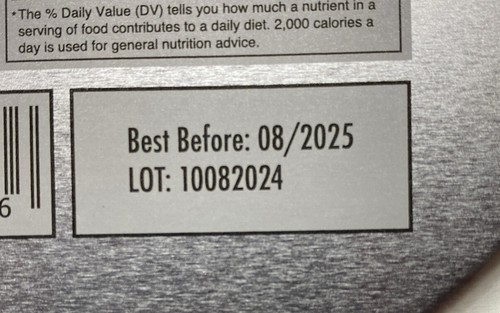 *The % Daily Value (DV) tells you how much a nutrient in a
serving of food contributes to a daily diet. 2,000 calories a
day is used for general nutrition advice.
Best Before: 08/2025
LOT: 10082024
6